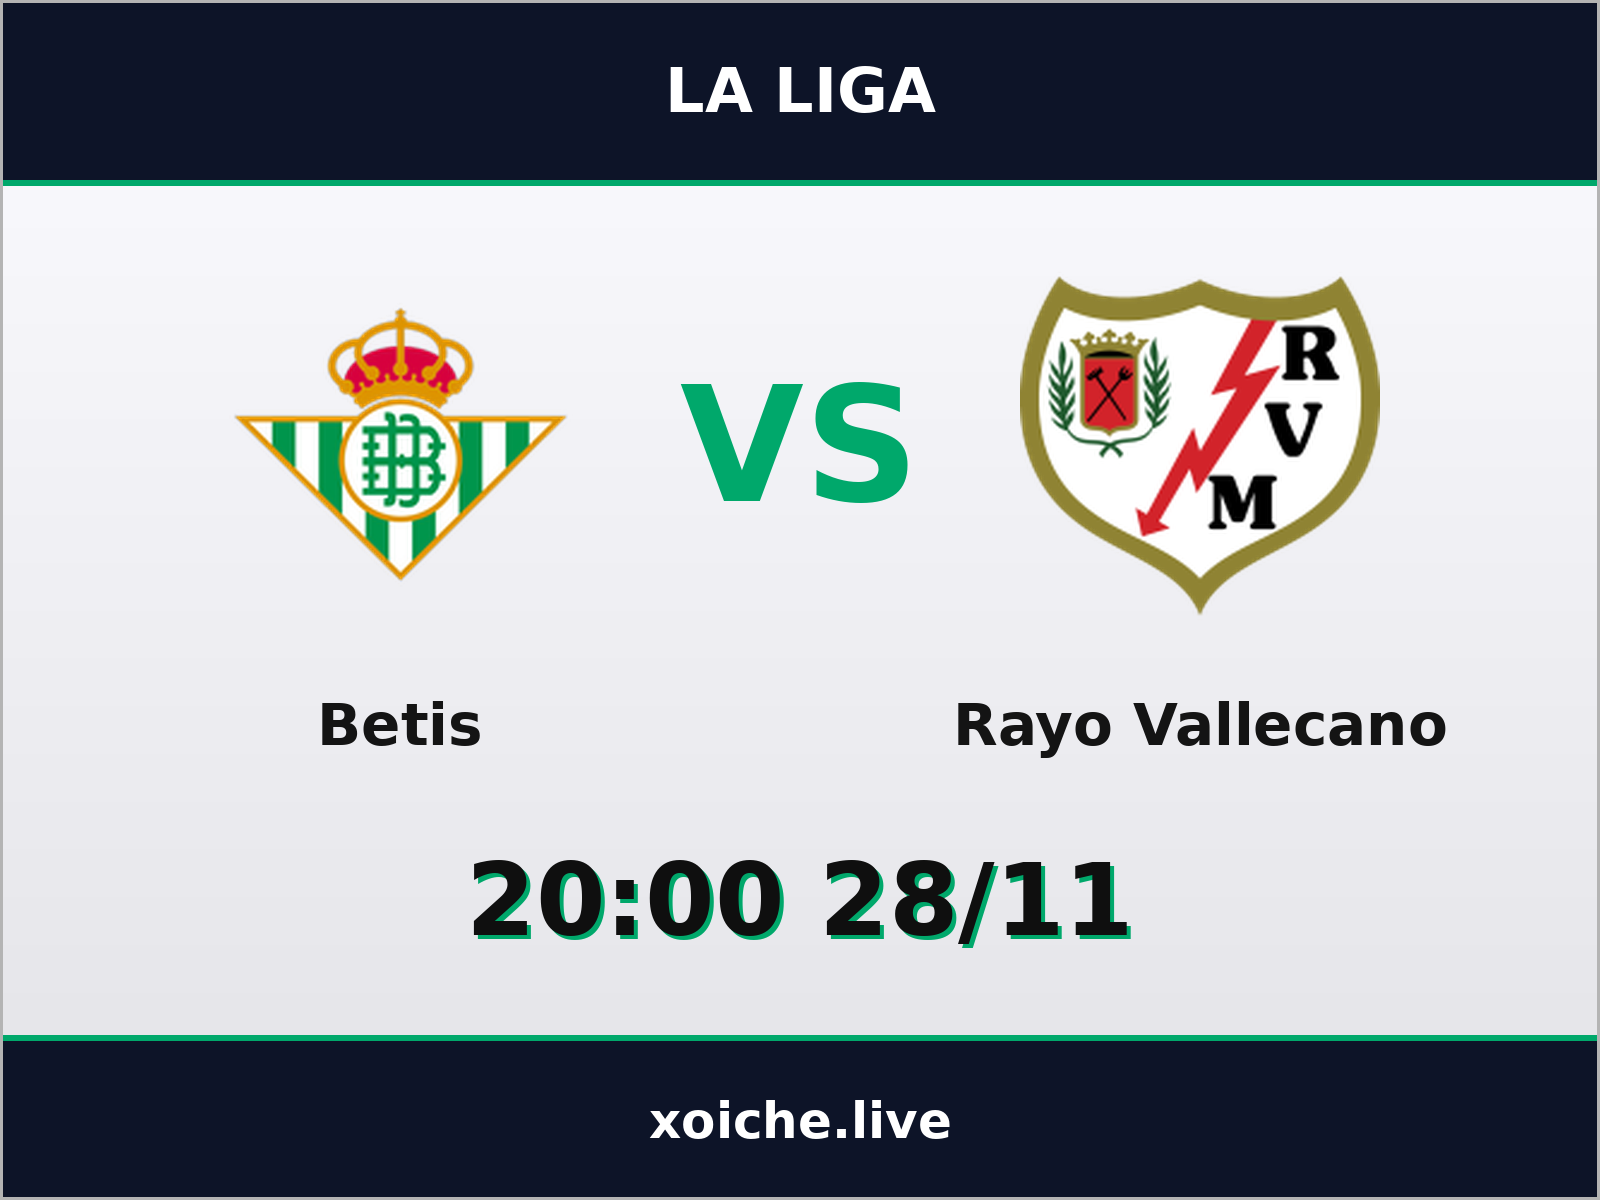 LA LIGA
VS
R
V
M
Betis
Rayo Vallecano
20:00 28/11
xoiche.live